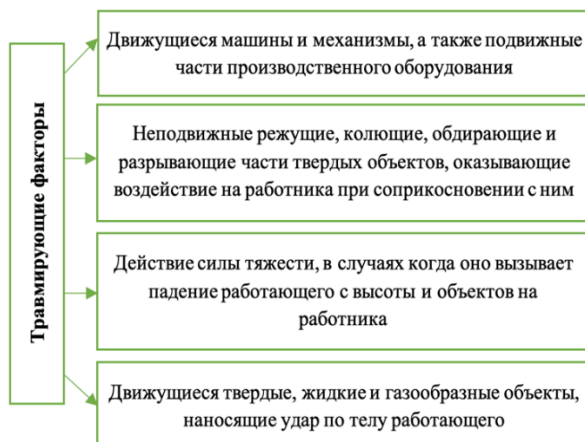 Травмирующие факторы
Движущиеся машины и механизмы, а также подвижные
части производственного оборудования
Неподвижные режущие, колющие, обдирающие и
разрывающие части твердых объектов, оказывающие
воздействие на работника при соприкосновении с ним
Действие силы тяжести, в случаях когда оно вызывает
падение работающего с высоты и объектов на
работника
Движущиеся твердые, жидкие и газообразные объекты,
наносящие удар по телу работающего